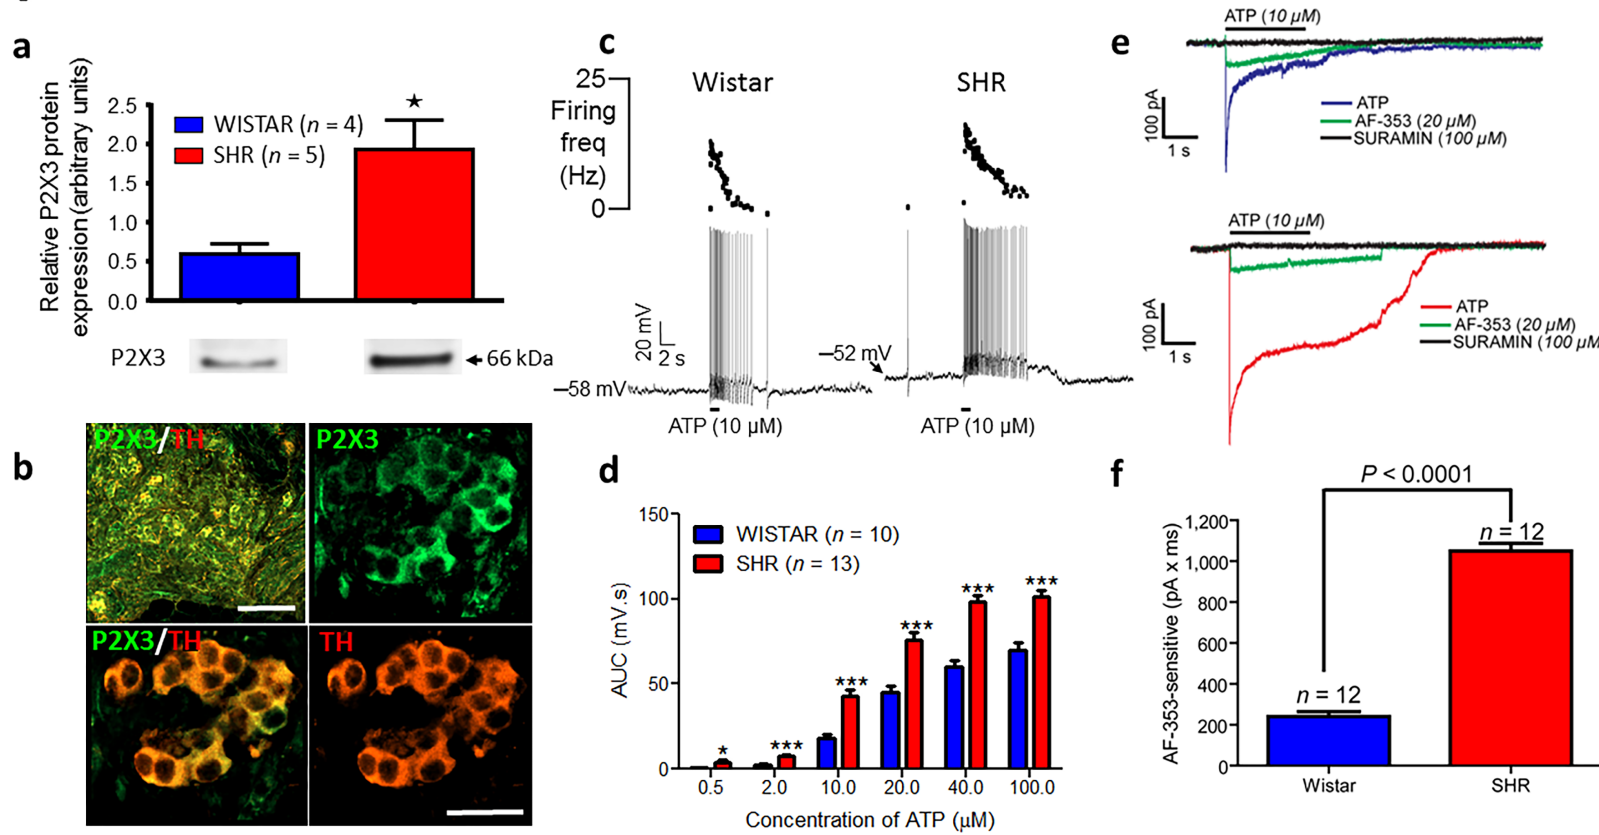 a
Relative P2X3 protein
expression (arbitrary units)
2.5
2.0
1.5
1.0
0.5
0.0
WISTAR (n = 4)
SHR (n = 5)
★
P2X3
66 kDa
b
P2X3/TH
P2X3
P2X3/TH
TH
c
25
Firing
freq
(Hz)
0
Wistar
SHR
20 mV
2 s
–58 mV
–52 mV
ATP (10 µM)
ATP (10 µM)
d
AUC (mV.s)
150
100
50
0
WISTAR (n = 10)
SHR (n = 13)
*
***
***
***
***
***
0.5
2.0
10.0
20.0
40.0
100.0
Concentration of ATP (µM)
e
ATP (10 µM)
100 pA
1 s
ATP
AF-353 (20 µM)
SURAMIN (100 µM)
ATP (10 µM)
100 pA
1 s
ATP
AF-353 (20 µM)
SURAMIN (100 µM
f
P < 0.0001
AF-353-sensitive (pA x ms)
1,200
1,000
800
600
400
200
0
n = 12
n = 12
Wistar
SHR